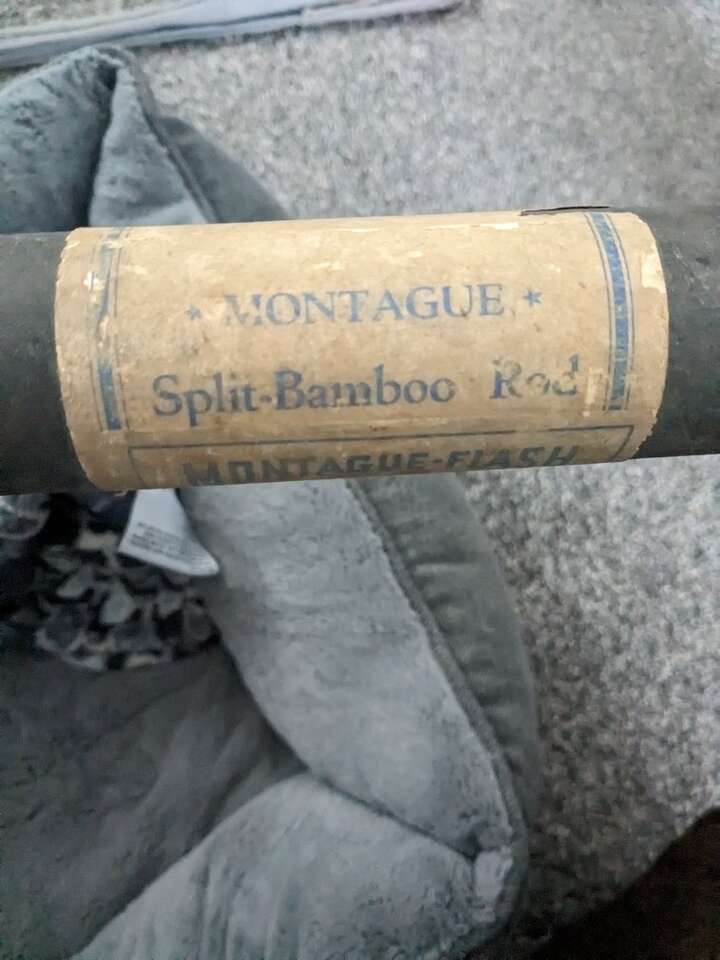 * MONTAGUE *
Split-Bamboo Rod
MONTAGUE-FLASH